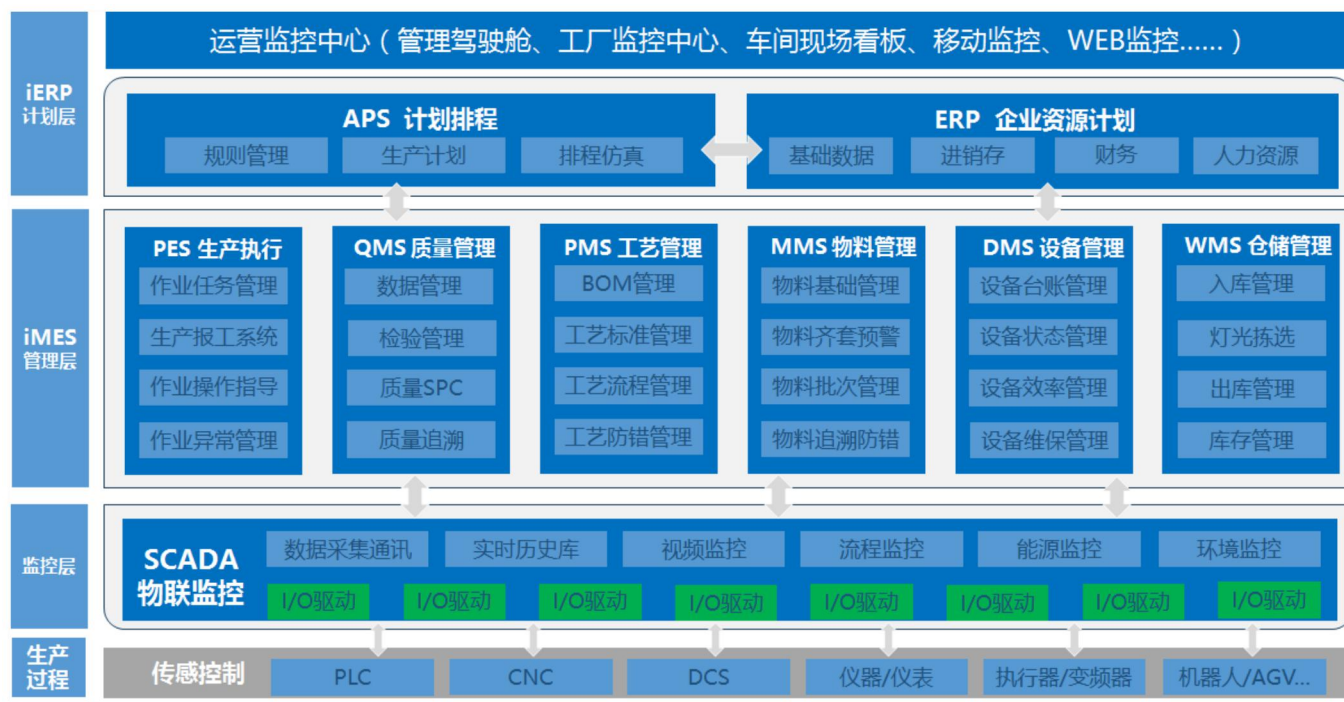 运营监控中心（管理驾驶舱、工厂监控中心、车间现场看板、移动监控、WEB监控......）
iERP
计划层
APS 计划排程
规则管理 生产计划 排程仿真
ERP 企业资源计划
基础数据 进销存 财务 人力资源
iMES
管理层
PES 生产执行
作业任务管理
生产报工系统
作业操作指导
作业异常管理
QMS 质量管理
数据管理
检验管理
质量SPC
质量追溯
PMS 工艺管理
BOM管理
工艺标准管理
工艺流程管理
工艺防错管理
MMS 物料管理
物料基础管理
物料齐套预警
物料批次管理
物料追溯防错
DMS 设备管理
设备台账管理
设备状态管理
设备效率管理
设备维保管理
WMS 仓储管理
入库管理
灯光拣选
出库管理
库存管理
监控层
SCADA
物联监控
数据采集通讯 实时历史库 视频监控 流程监控 能源监控 环境监控
I/O驱动 I/O驱动 I/O驱动 I/O驱动 I/O驱动 I/O驱动 I/O驱动 I/O驱动
生产
过程
传感控制 PLC CNC DCS 仪器/仪表 执行器/变频器 机器人/AGV...